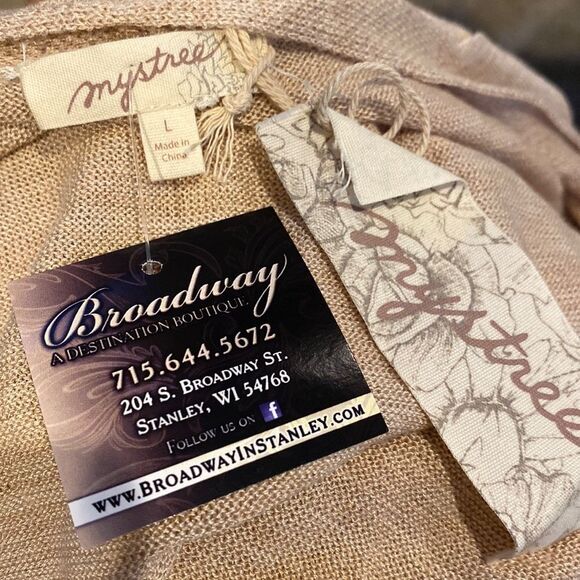 mystree
L
Made in
China
Broadway
A DESTINATION BOUTIQUE
715.644.5672
204 S. BROADWAY ST.
STANLEY, WI 54768
FOLLOW US ON f
WWW.BROADWAYINSTANLEY.COM
mystree